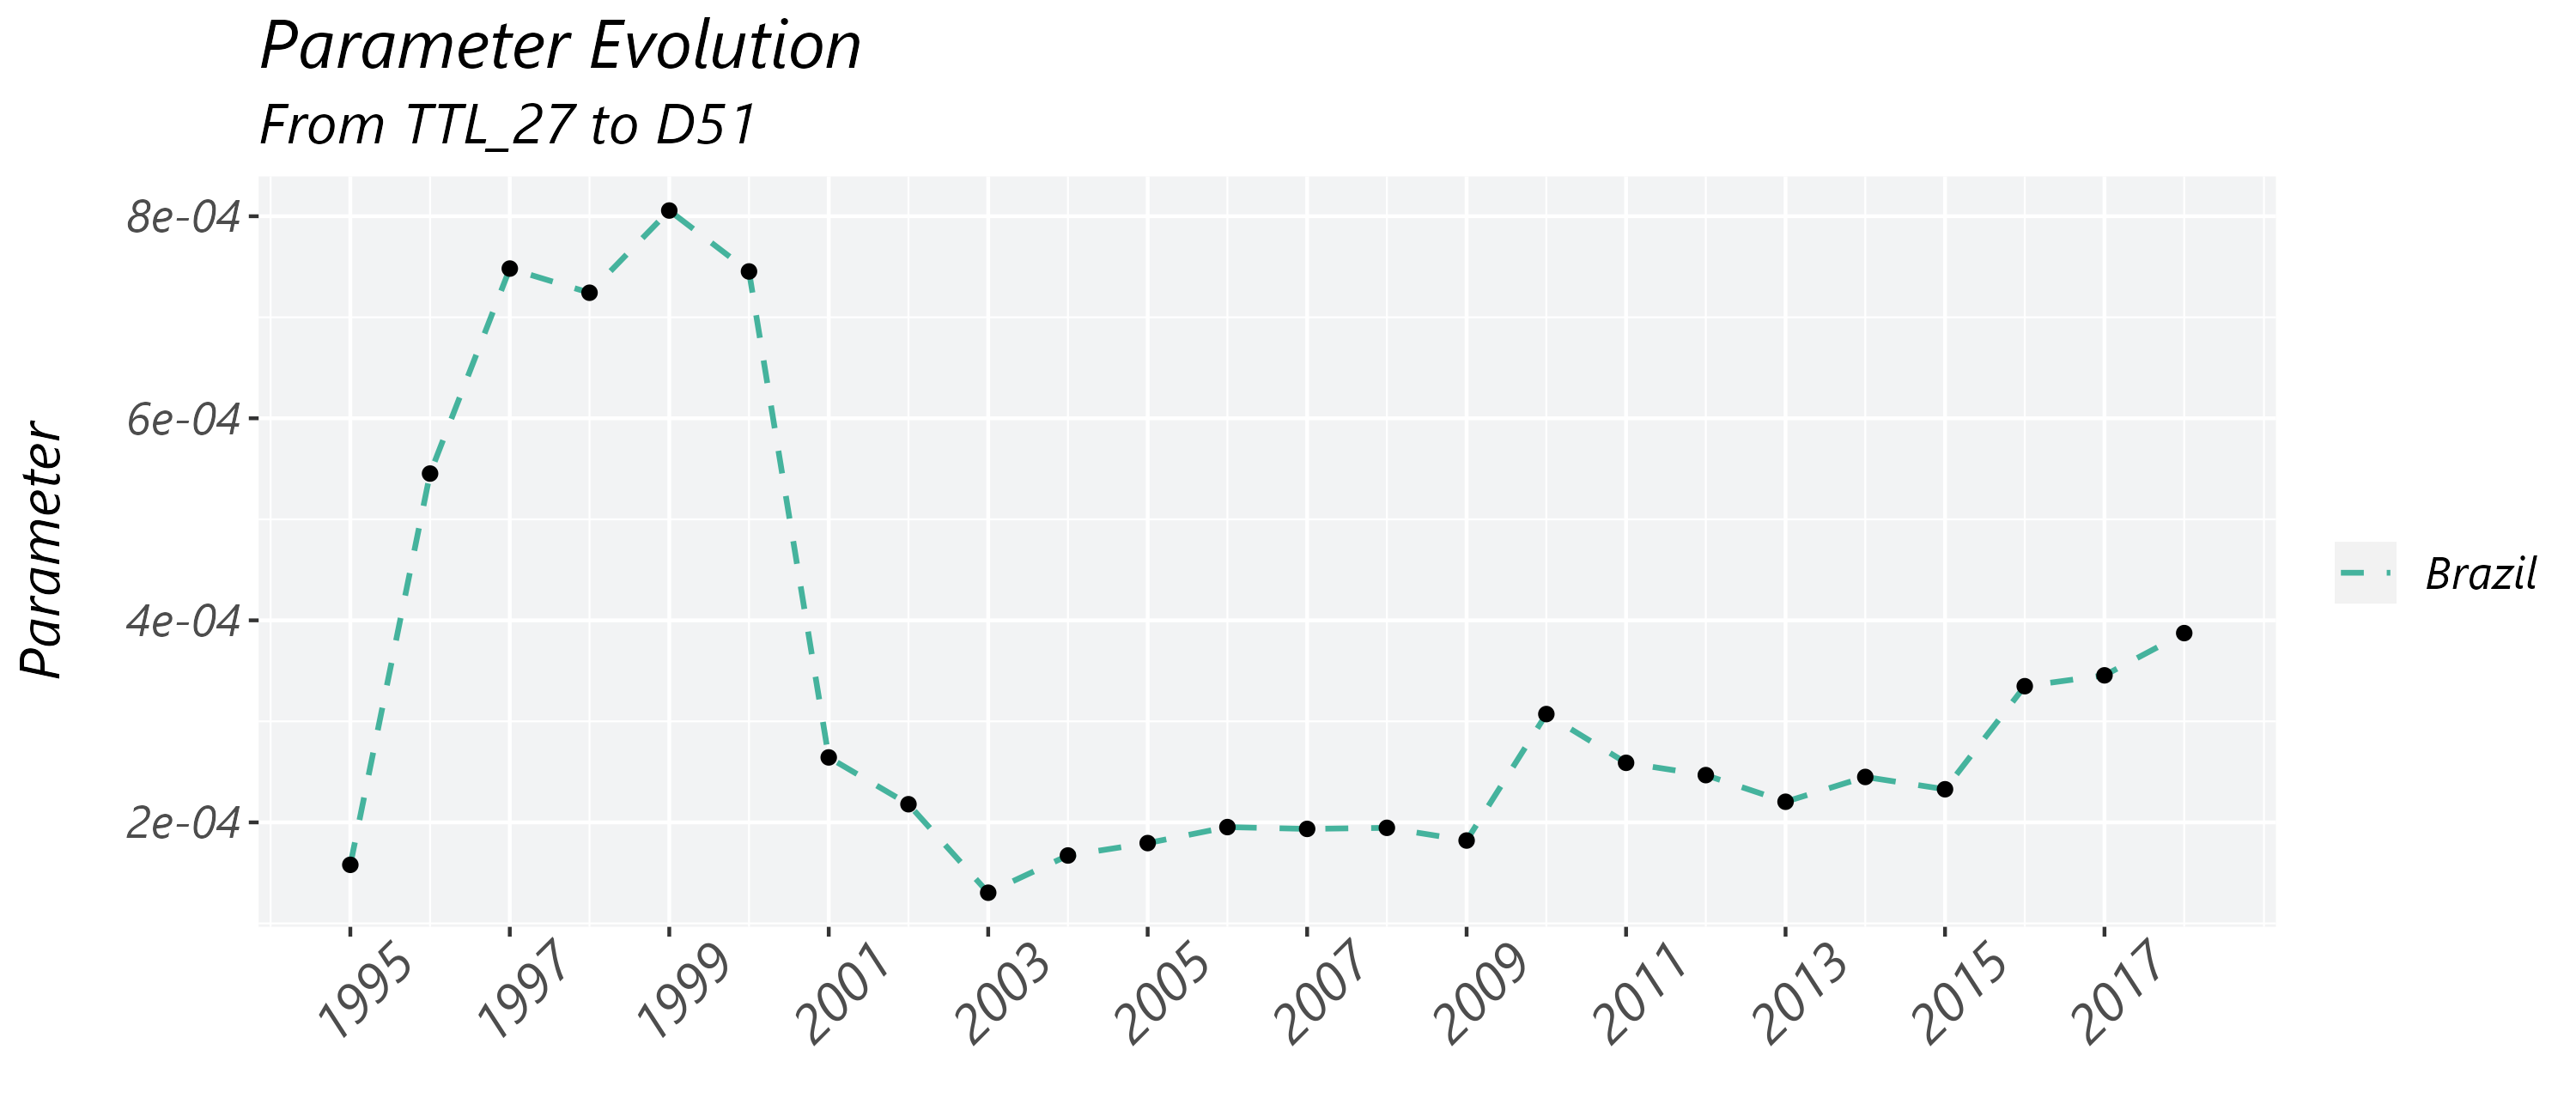 Parameter Evolution
From TTL_27 to D51
Parameter
8e-04
6e-04
4e-04
2e-04
1995
1997
1999
2001
2003
2005
2007
2009
2011
2013
2015
2017
Brazil